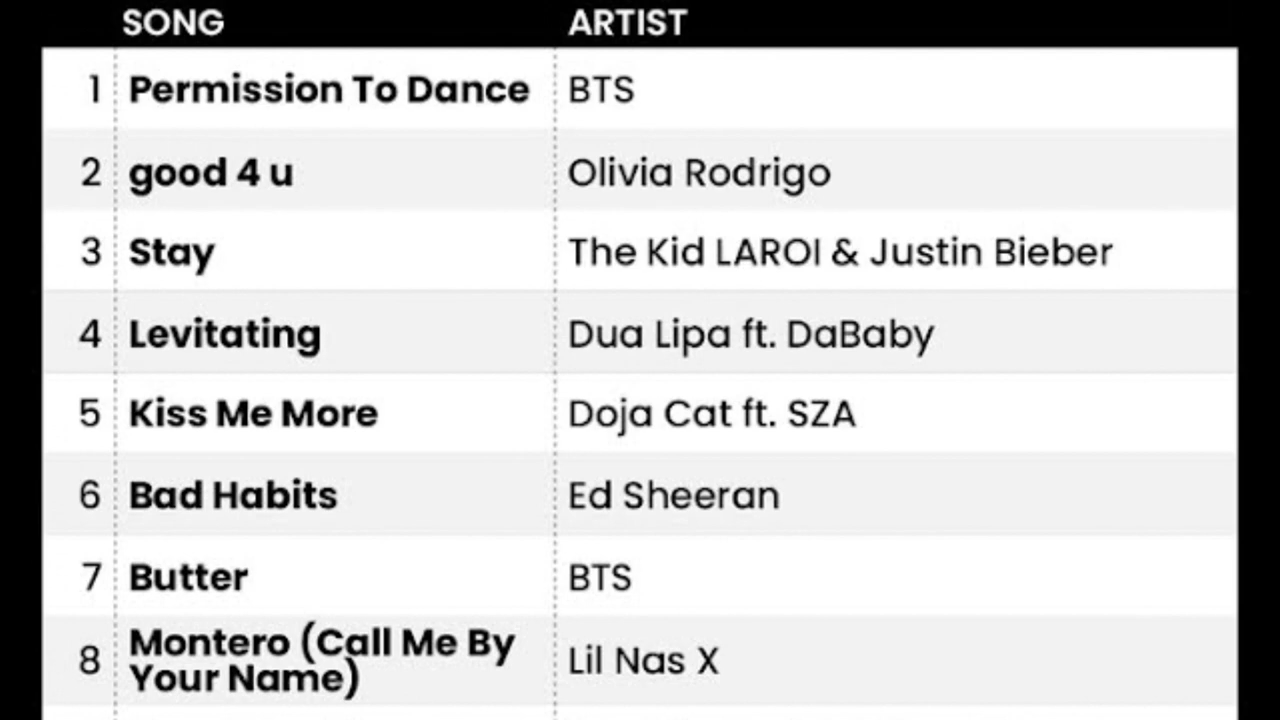 SONG ARTIST
1 Permission To Dance BTS
2 good 4 u Olivia Rodrigo
3 Stay The Kid LAROI & Justin Bieber
4 Levitating Dua Lipa ft. DaBaby
5 Kiss Me More Doja Cat ft. SZA
6 Bad Habits Ed Sheeran
7 Butter BTS
8 Montero (Call Me By
Your Name) Lil Nas X